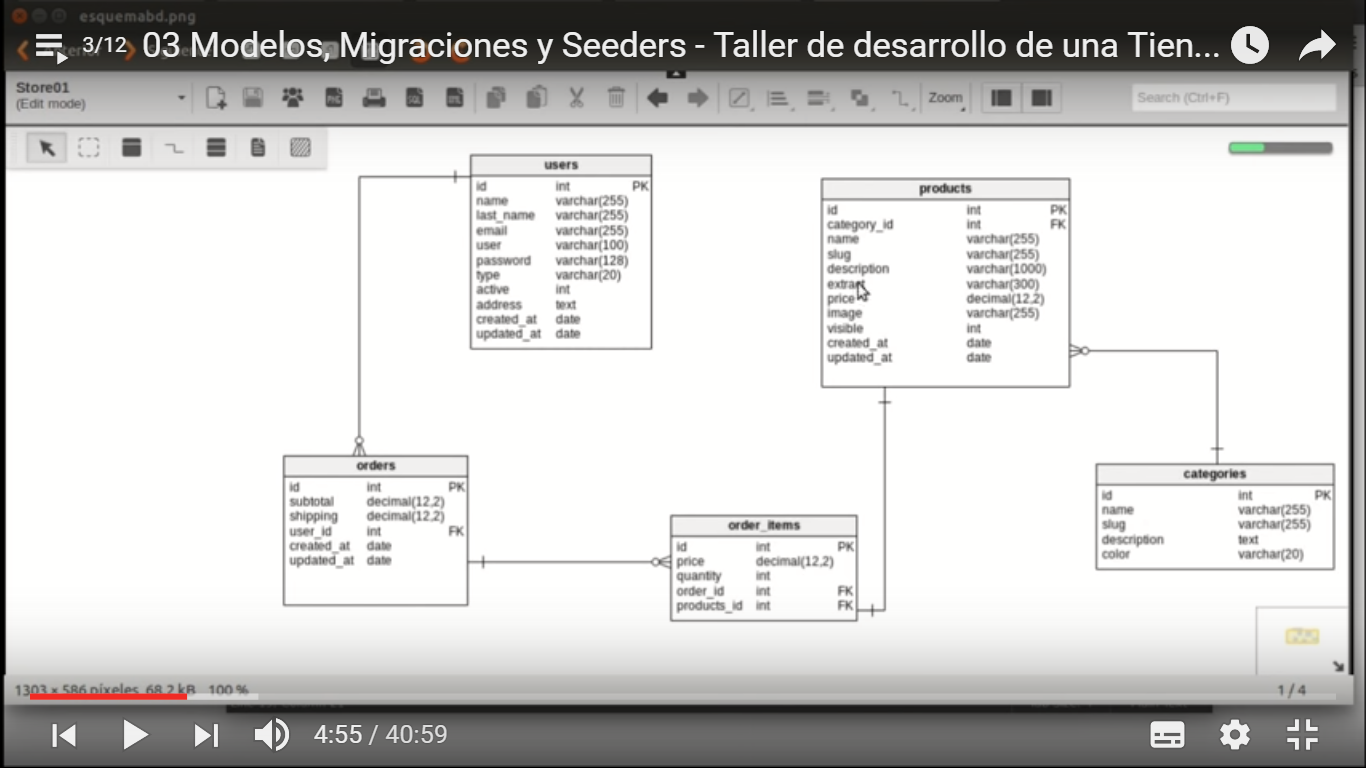 esquemabd.png
3/12 03 Modelos, Migraciones y Seeders - Taller de desarrollo de una Tien...
Store01
(Edit mode)
Zoom
Search (Ctrl+F)
users
id int PK
name varchar(255)
last_name varchar(255)
email varchar(255)
user varchar(100)
password varchar(128)
type varchar(20)
active int
address text
created_at date
updated_at date
products
id int PK
category_id int FK
name varchar(255)
slug varchar(255)
description varchar(1000)
extract varchar(300)
price decimal(12,2)
image varchar(255)
visible int
created_at date
updated_at date
orders
id int PK
subtotal decimal(12,2)
shipping decimal(12,2)
user_id int FK
created_at date
updated_at date
order_items
id int PK
price decimal(12,2)
quantity int
order_id int FK
products_id int FK
categories
id int PK
name varchar(255)
slug varchar(255)
description text
color varchar(20)
1303 × 586 píxeles 68,2 kB 100 %
1 / 4
4:55 / 40:59